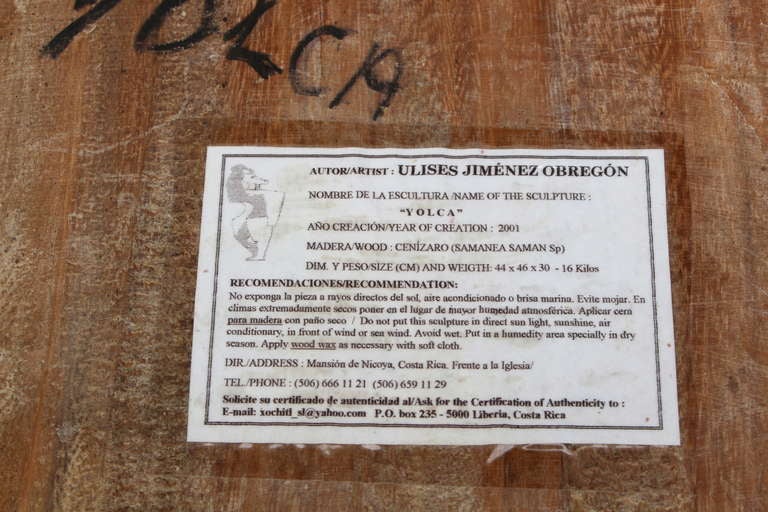 YOLCA
AUTOR/ARTIST : ULISES JIMÉNEZ OBREGÓN
NOMBRE DE LA ESCULTURA /NAME OF THE SCULPTURE :
“YOLCA”
AÑO CREACIÓN/YEAR OF CREATION : 2001
MADERA/WOOD : CENÍZARO (SAMANEA SAMAN Sp)
DIM. Y PESO/SIZE (CM) AND WEIGTH: 44 x 46 x 30 - 16 Kilos
RECOMENDACIONES/RECOMMENDATION:
No exponga la pieza a rayos directos del sol, aire acondicionado o brisa marina. Evite mojar. En
climas extremadamente secos poner en el lugar de mayor humedad atmosférica. Aplicar cera
para madera con paño seco / Do not put this sculpture in direct sun light, sunshine, air
conditionary, in front of wind or sea wind. Avoid wet. Put in a humedity area specially in dry
season. Apply wood wax as necessary with soft cloth.
DIR./ADDRESS : Mansión de Nicoya, Costa Rica. Frente a la Iglesia/
TEL./PHONE : (506) 666 11 21 (506) 659 11 29
Solicite su certificado de autenticidad al/Ask for the Certification of Authenticity to :
E-mail: xochitl_sl@yahoo.com P.O. box 235 - 5000 Liberia, Costa Rica